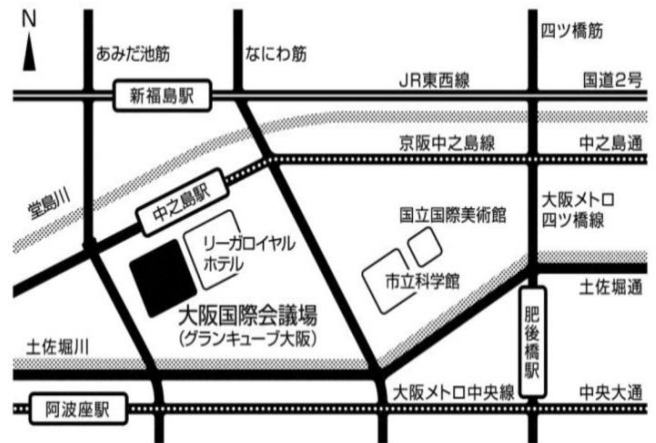 N
あみだ池筋
なにわ筋
四ツ橋筋
JR東西線
国道2号
新福島駅
京阪中之島線
中之島通
堂島川
中之島駅
国立国際美術館
大阪メトロ
四ツ橋線
リーガロイヤル
ホテル
市立科学館
土佐堀通
大阪国際会議場
(グランキューブ大阪)
肥後橋駅
土佐堀川
大阪メトロ中央線
中央大通
阿波座駅